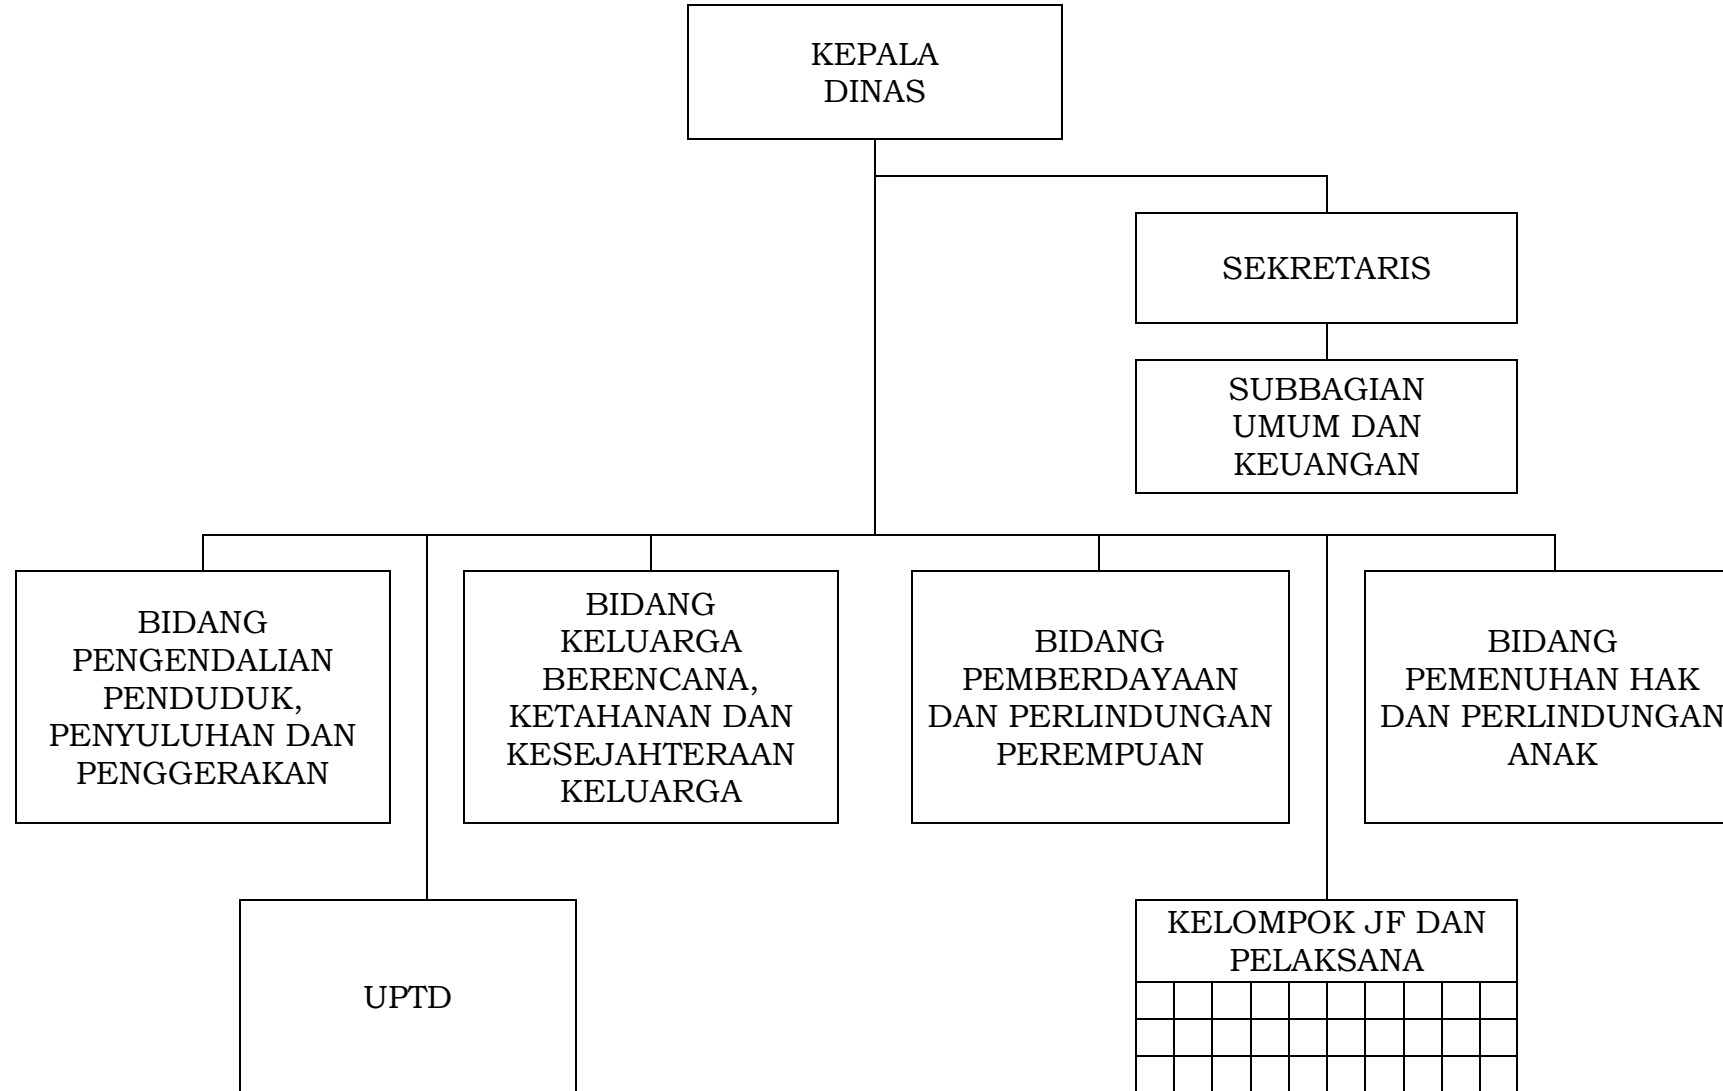 KEPALA
DINAS
SEKRETARIS
SUBBAGIAN
UMUM DAN
KEUANGAN
BIDANG
PENGENDALIAN
PENDUDUK,
PENYULUHAN DAN
PENGGERAKAN
BIDANG
KELUARGA
BERENCANA,
KETAHANAN DAN
KESEJAHTERAAN
KELUARGA
BIDANG
PEMBERDAYAAN
DAN PERLINDUNGAN
PEREMPUAN
BIDANG
PEMENUHAN HAK
DAN PERLINDUNGAN
ANAK
UPTD
KELOMPOK JF DAN
PELAKSANA